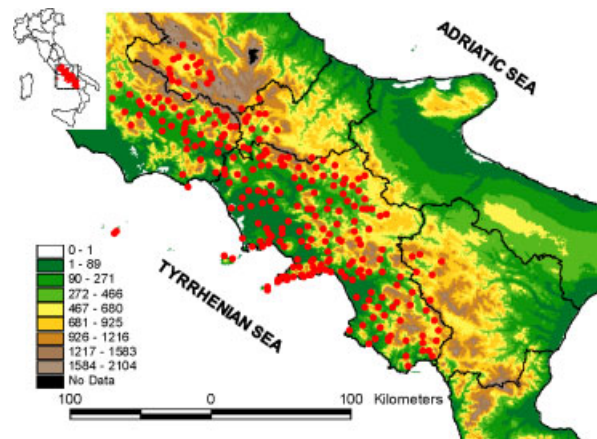 ADRIATIC SEA
TYRRHENIAN SEA
0 - 1
1 - 89
90 - 271
272 - 466
467 - 680
681 - 925
926 - 1216
1217 - 1583
1584 - 2104
No Data
100 0 100 Kilometers